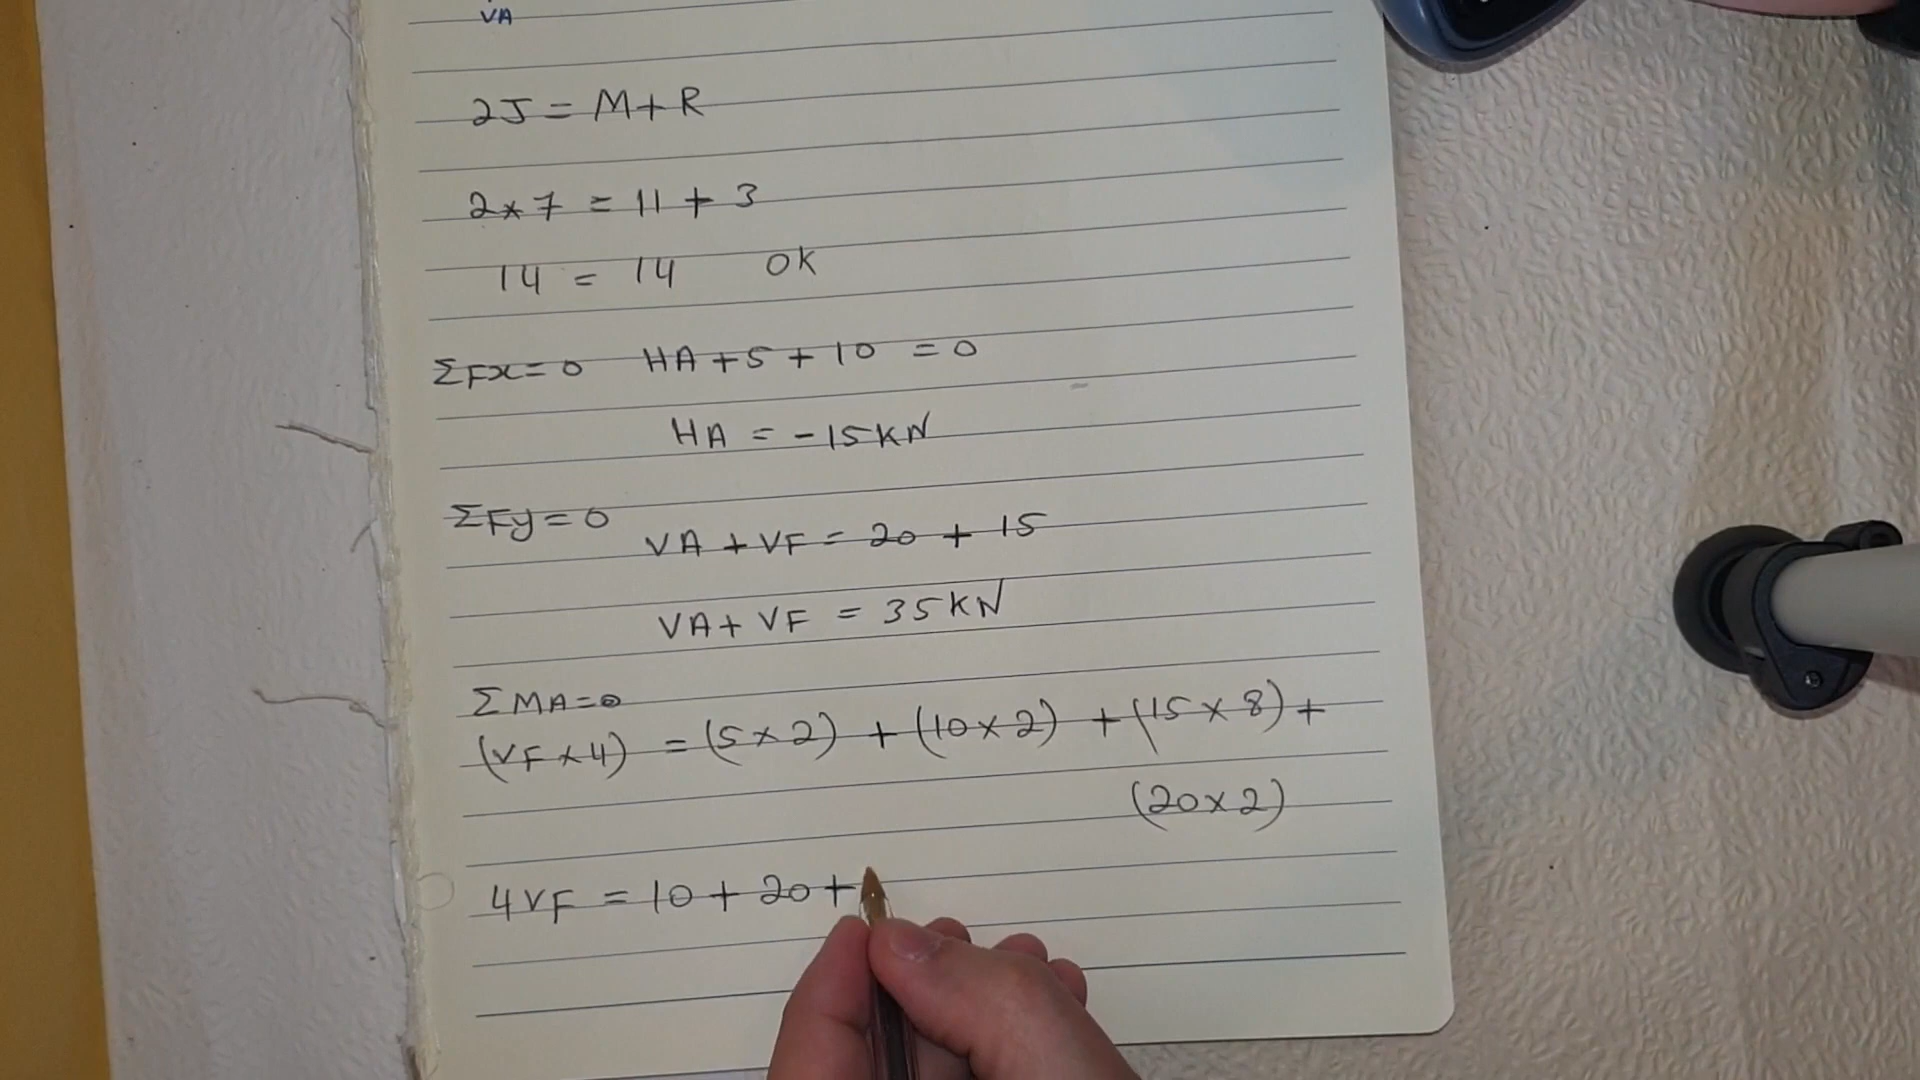 VA
2J = M+R
2×7 = 11 + 3
14 = 14 OK
ΣFx=0 HA+5+10 =0
HA = -15KN
ΣFy=0 VA+VF = 20 + 15
VA+VF = 35KN
ΣMA=0
(VF×4) = (5×2) + (10×2) + (15×8) +
(20×2)
4VF = 10 + 20 +